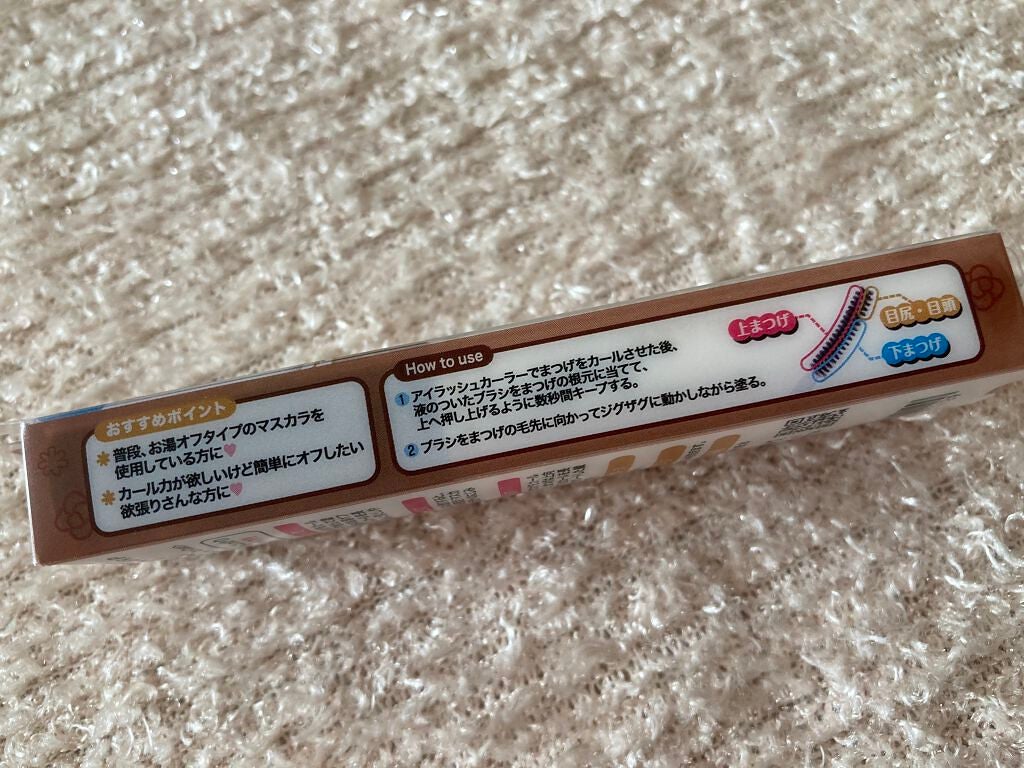 おすすめポイント
* 普段、お湯オフタイプのマスカラを
使用している方に♥
* カール力が欲しいけど簡単にオフしたい
欲張りさんな方に♥
How to use
1 アイラッシュカーラーでまつげをカールさせた後、
液のついたブラシをまつげの根元に当てて、
上へ押し上げるように数秒間キープする。
2 ブラシをまつげの毛先に向かってジグザグに動かしながら塗る。
上まつげ
目尻・目頭
下まつげ